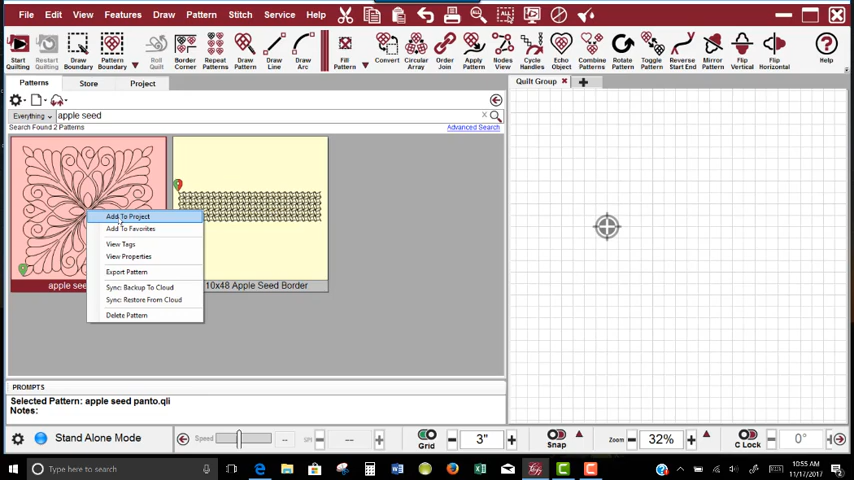 File Edit View Features Draw Pattern Stitch Service Help
Start Quilting Restart Quilting Draw Boundary Pattern Boundary Roll Quilt Border Corner Repeat Patterns Draw Pattern Draw Line Draw Arc Fill Pattern Convert Circular Array Order Join Apply Pattern Nodes View Cycle Handles Echo Object Combine Patterns Rotate Pattern Toggle Pattern Reverse Start End Mirror Pattern Flip Vertical Flip Horizontal Help
Patterns Store Project Quilt Group
Everything apple seed
Search Found 2 Patterns Advanced Search
Add To Project
Add To Favorites
View Tags
View Properties
Export Pattern
Sync: Backup To Cloud
Sync: Restore From Cloud
Delete Pattern
apple see
10x48 Apple Seed Border
PROMPTS
Selected Pattern: apple seed panto.qli
Notes:
Stand Alone Mode Speed -- SPI -- Grid 3" Snap Zoom 32% C Lock 0°
Type here to search
10:55 AM
11/17/2017